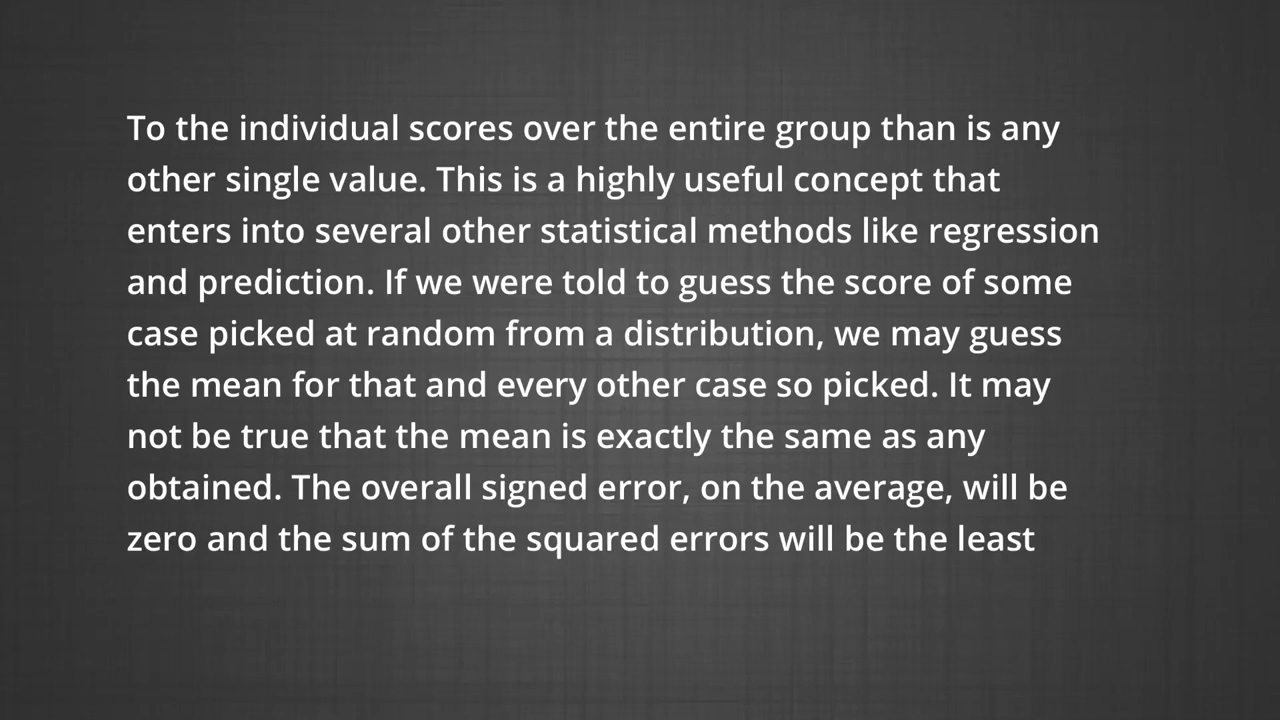 To the individual scores over the entire group than is any
other single value. This is a highly useful concept that
enters into several other statistical methods like regression
and prediction. If we were told to guess the score of some
case picked at random from a distribution, we may guess
the mean for that and every other case so picked. It may
not be true that the mean is exactly the same as any
obtained. The overall signed error, on the average, will be
zero and the sum of the squared errors will be the least